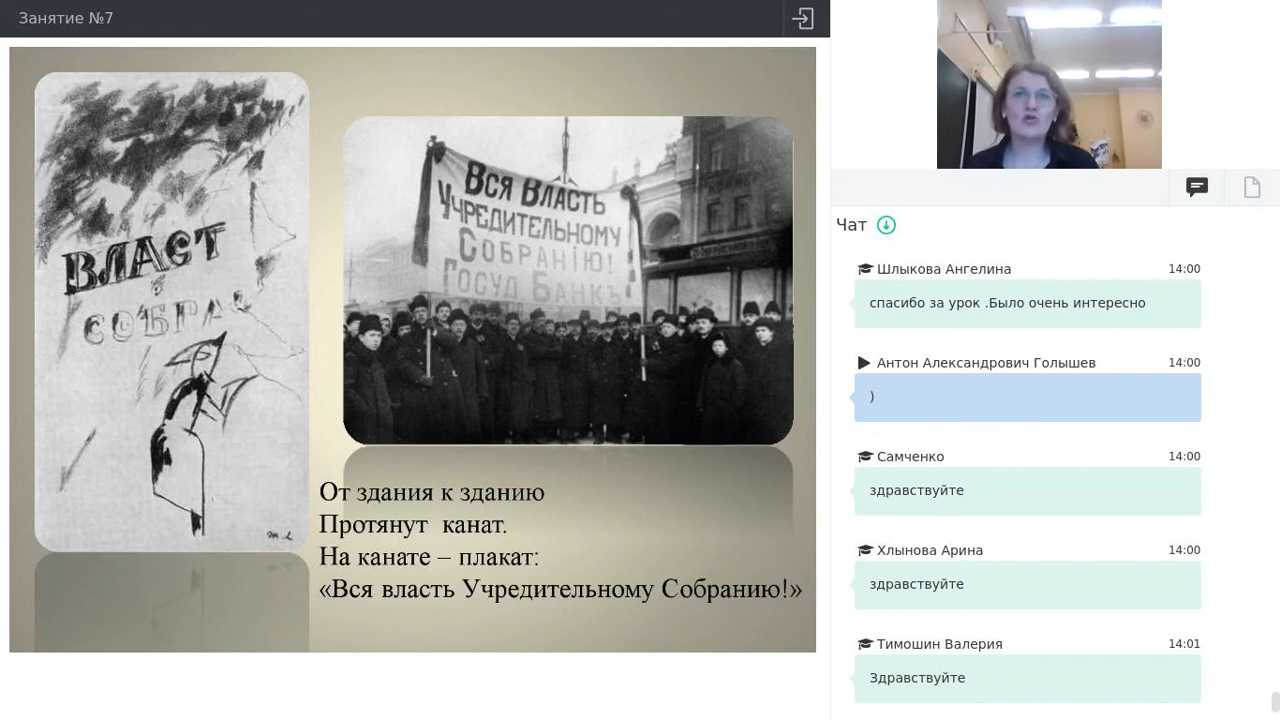 Занятие №7
ВЛАСТ
СОБРА
Вся Власть
Учредительному
Собранію!
Госуд Банкъ
От здания к зданию
Протянут канат.
На канате – плакат:
«Вся власть Учредительному Собранию!»
Чат
Шлыкова Ангелина 14:00
спасибо за урок .Было очень интересно
Антон Александрович Голышев 14:00
)
Самченко 14:00
здравствуйте
Хлынова Арина 14:00
здравствуйте
Тимошин Валерия 14:01
Здравствуйте